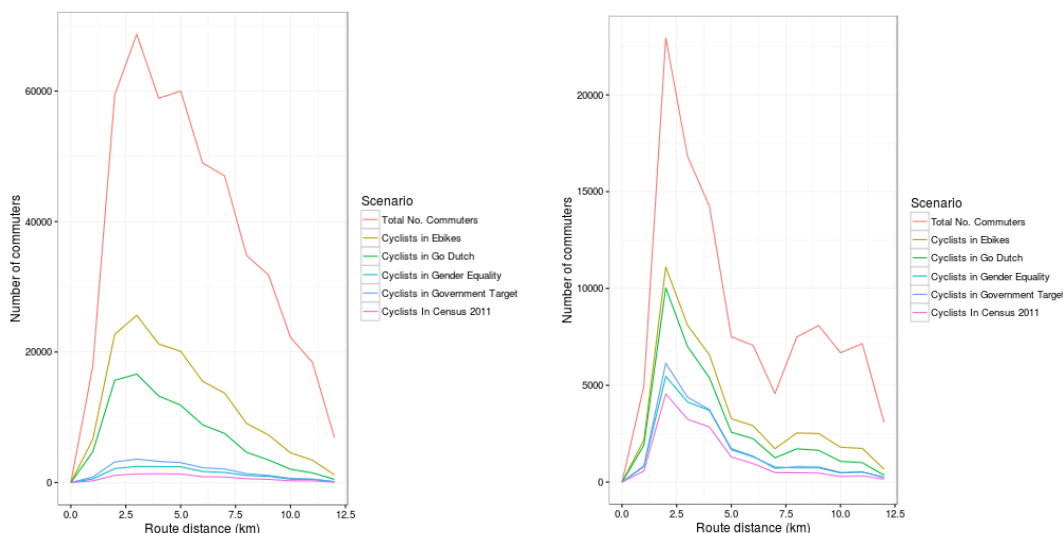 Number of commuters
60000
40000
20000
0
0.0 2.5 5.0 7.5 10.0 12.5
Route distance (km)
Scenario
Total No. Commuters
Cyclists in Ebikes
Cyclists in Go Dutch
Cyclists in Gender Equality
Cyclists in Government Target
Cyclists In Census 2011
Number of commuters
20000
15000
10000
5000
0
0.0 2.5 5.0 7.5 10.0 12.5
Route distance (km)
Scenario
Total No. Commuters
Cyclists in Ebikes
Cyclists in Go Dutch
Cyclists in Gender Equality
Cyclists in Government Target
Cyclists In Census 2011